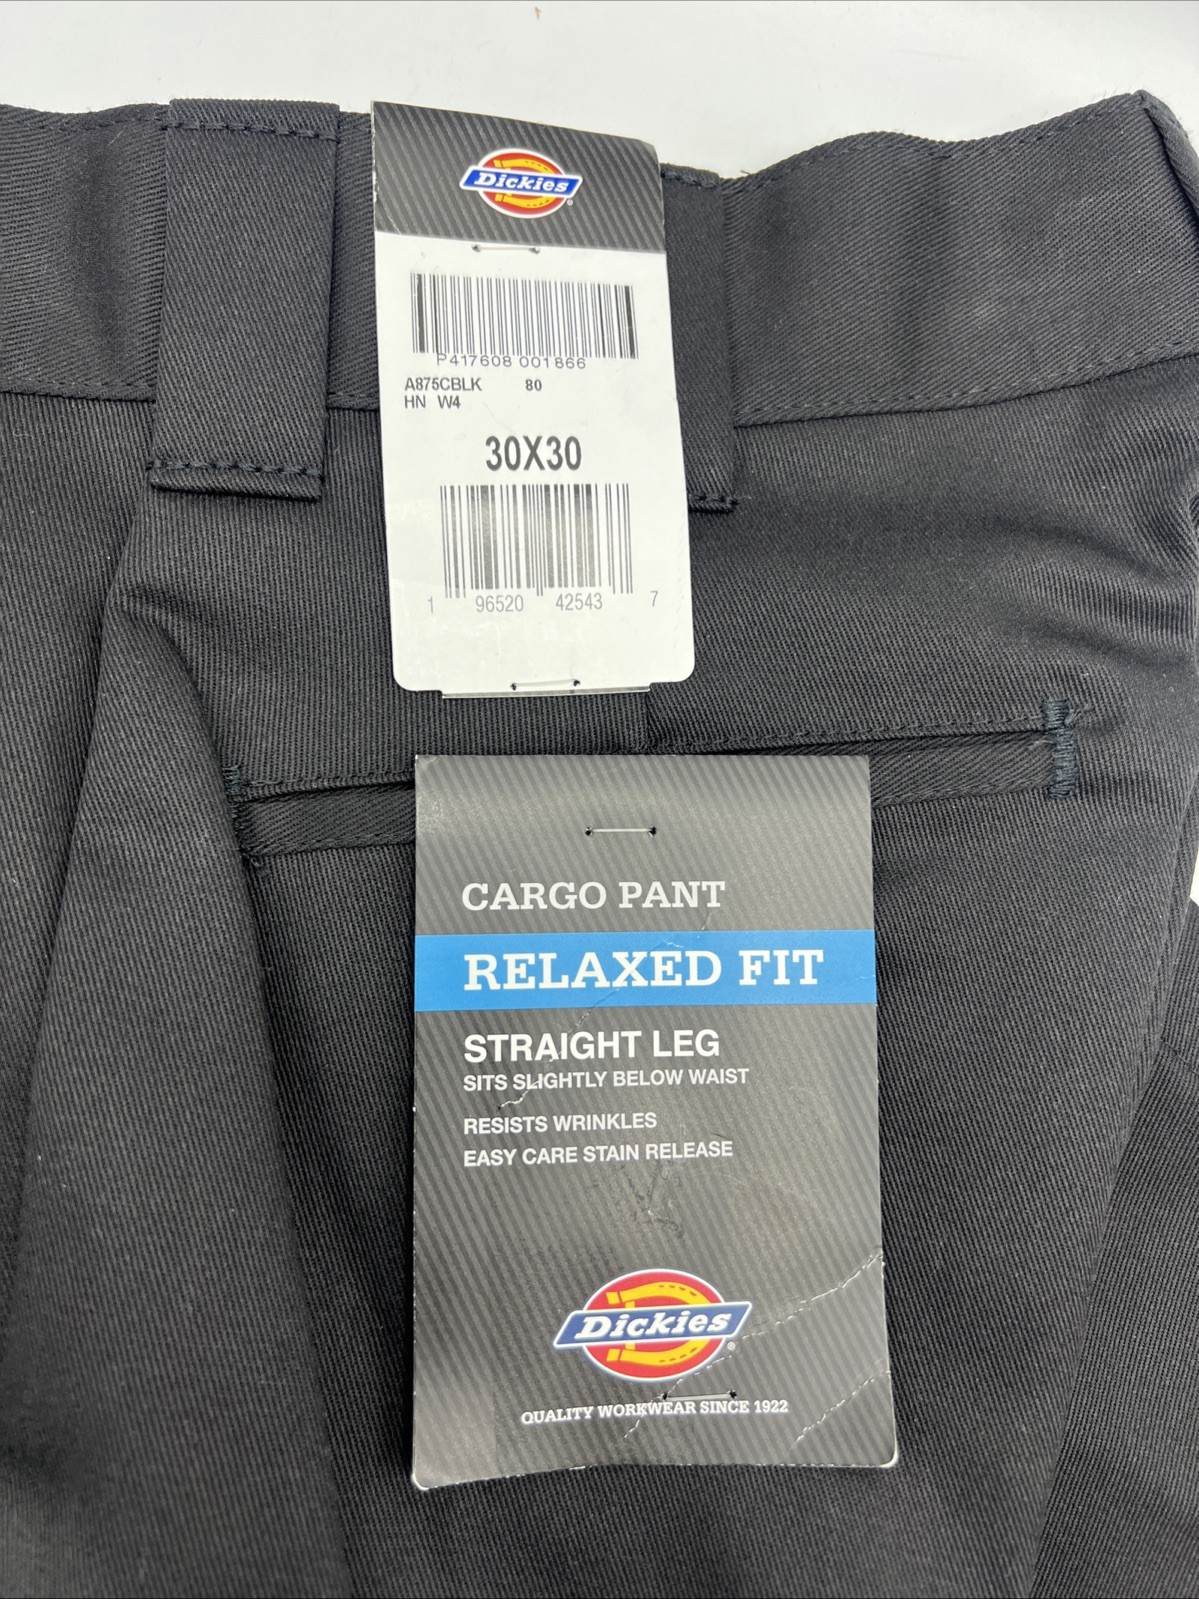 Dickies
P417608 001866
A875CBLK 80
HN W4
30X30
1 96520 42543 7
CARGO PANT
RELAXED FIT
STRAIGHT LEG
SITS SLIGHTLY BELOW WAIST
RESISTS WRINKLES
EASY CARE STAIN RELEASE
Dickies
QUALITY WORKWEAR SINCE 1922